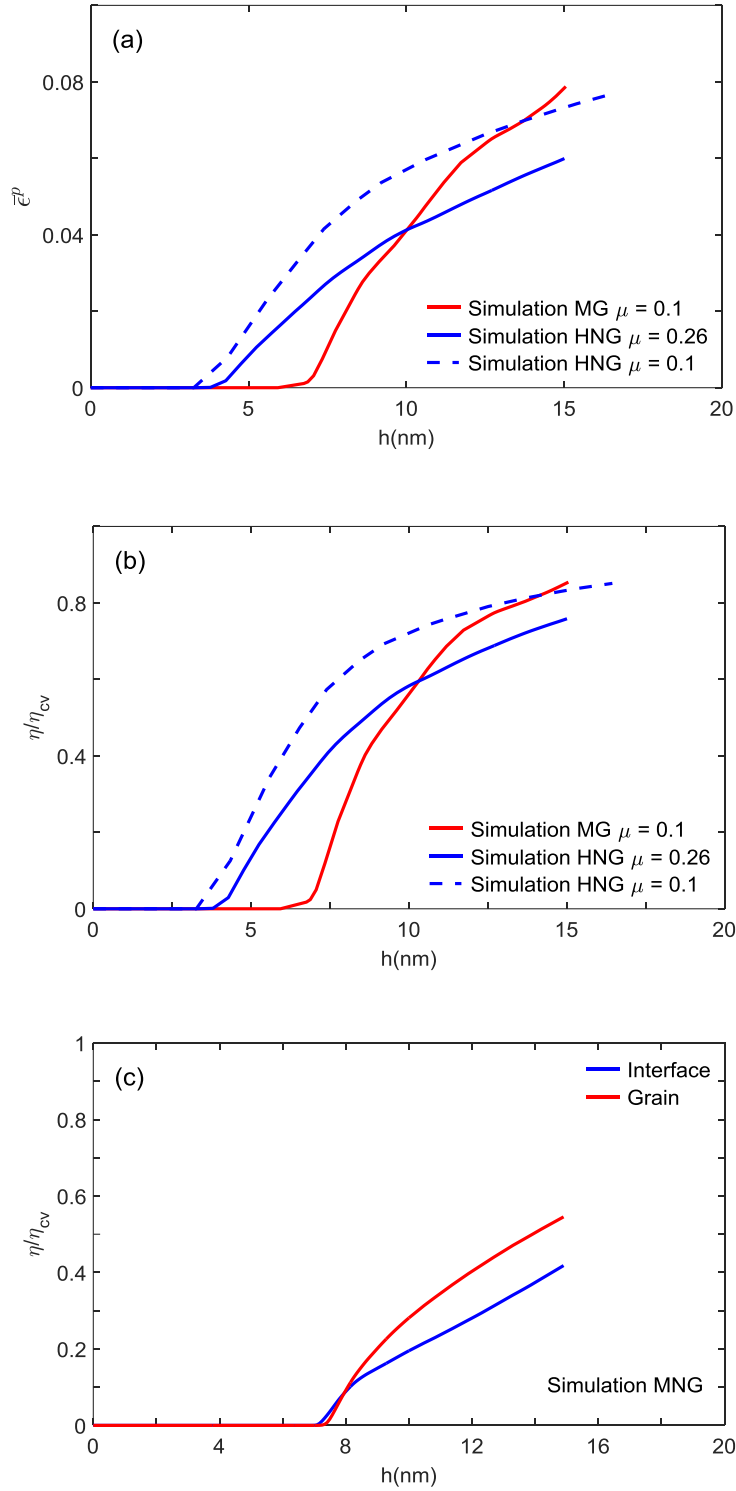 (a)
0.08
0.04
0
ϵ̄ᵖ
Simulation MG μ = 0.1
Simulation HNG μ = 0.26
Simulation HNG μ = 0.1
0 5 10 15 20
h(nm)
(b)
0.8
0.4
0
η/ηcv
Simulation MG μ = 0.1
Simulation HNG μ = 0.26
Simulation HNG μ = 0.1
0 5 10 15 20
h(nm)
(c)
1
0.8
0.6
0.4
0.2
0
η/ηcv
Interface
Grain
Simulation MNG
0 4 8 12 16 20
h(nm)